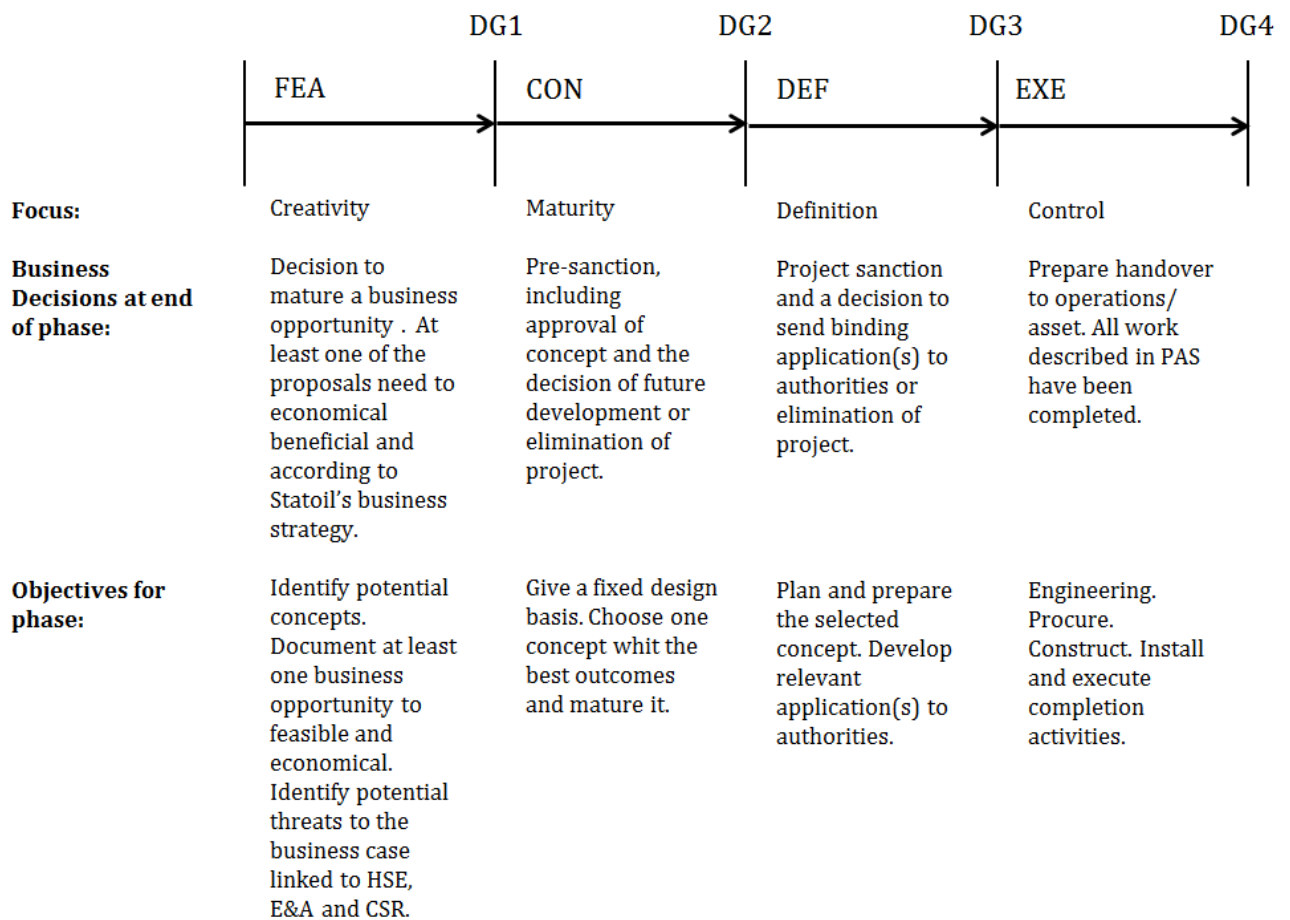 DG1 DG2 DG3 DG4
FEA CON DEF EXE
Focus: Creativity Maturity Definition Control
Business
Decisions at end
of phase:
Decision to
mature a business
opportunity . At
least one of the
proposals need to
economical
beneficial and
according to
Statoil's business
strategy.
Pre-sanction,
including
approval of
concept and the
decision of future
development or
elimination of
project.
Project sanction
and a decision to
send binding
application(s) to
authorities or
elimination of
project.
Prepare handover
to operations/
asset. All work
described in PAS
have been
completed.
Objectives for
phase:
Identify potential
concepts.
Document at least
one business
opportunity to
feasible and
economical.
Identify potential
threats to the
business case
linked to HSE,
E&A and CSR.
Give a fixed design
basis. Choose one
concept whit the
best outcomes
and mature it.
Plan and prepare
the selected
concept. Develop
relevant
application(s) to
authorities.
Engineering.
Procure.
Construct. Install
and execute
completion
activities.